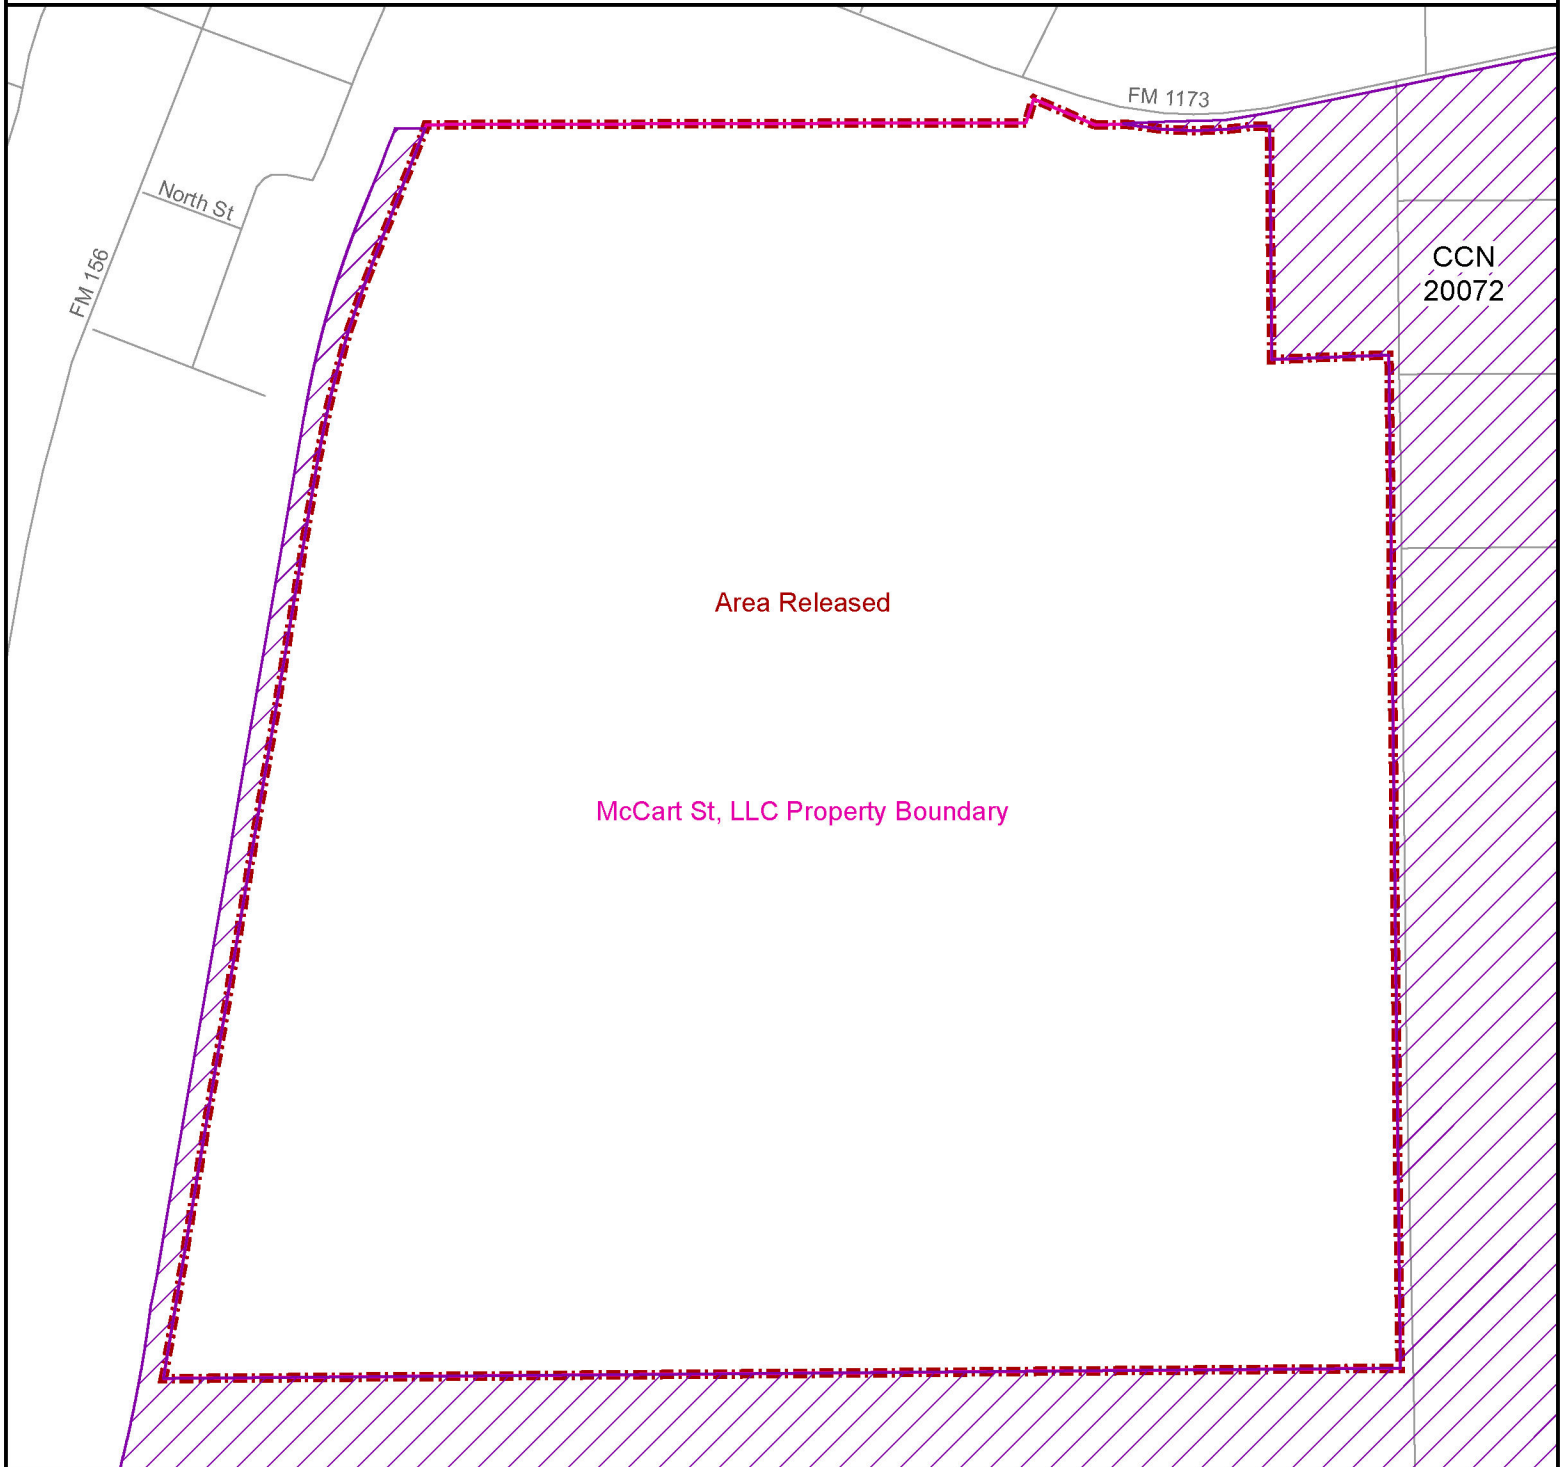 FM 1173
North St
FM 156
CCN
20072
Area Released
McCart St, LLC Property Boundary